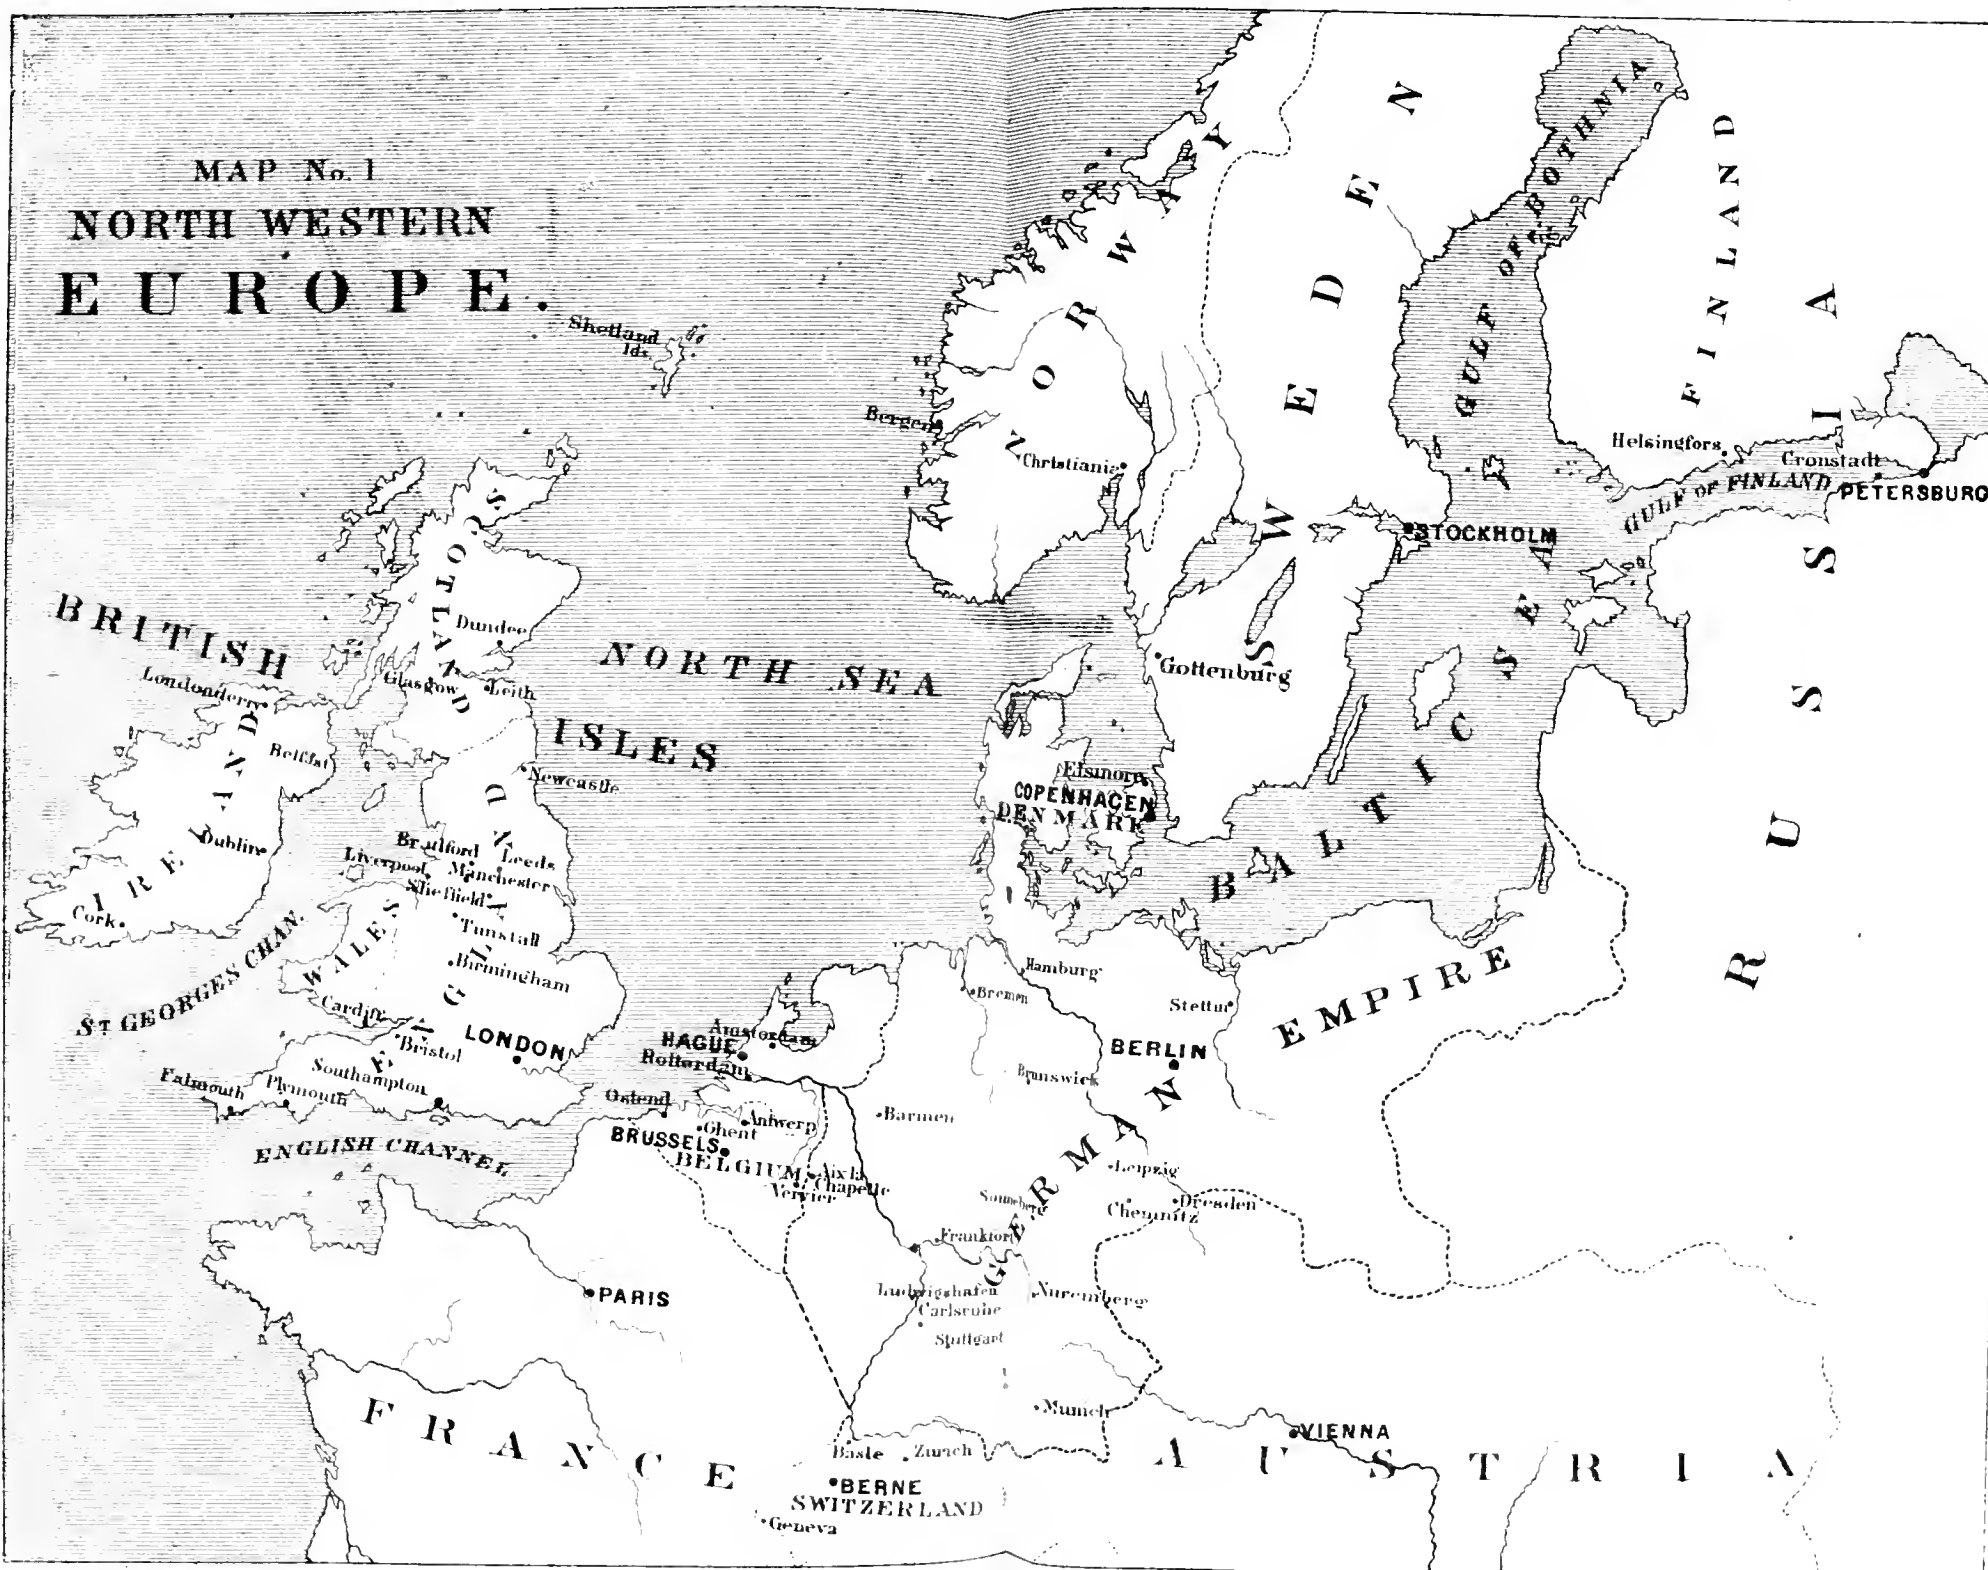 MAP No. 1
NORTH WESTERN
EUROPE.
Shetland
Ids.
NORWAY
SWEDEN
GULF OF BOTHNIA
FINLAND
RUSSIA
Bergen
Christiania
Helsingfors
Cronstadt
GULF OF FINLAND
PETERSBURG
STOCKHOLM
SCOTLAND
Dundee
Glasgow
Leith
BRITISH
ISLES
NORTH SEA
Londonderry
Belfast
IRELAND
Dublin
Cork
Gottenburg
BALTIC SEA
Newcastle
Elsinore
COPENHAGEN
DENMARK
Bradford
Leeds
Liverpool
Manchester
Sheffield
Tunstall
Birmingham
ENGLAND
WALES
ST GEORGES CHAN.
Cardiff
Bristol
LONDON
Southampton
Plymouth
Falmouth
ENGLISH CHANNEL
Hamburg
Bremen
Stettin
GERMAN EMPIRE
BERLIN
Brunswick
Amsterdam
HAGUE
Rotterdam
Ostend
Antwerp
Ghent
BRUSSELS
BELGIUM
Aix la
Chapelle
Vervier
Barmen
Leipzig
Dresden
Chemnitz
Sonneberg
Frankfort
Ludwigshafen
Carlsruhe
Stuttgart
Nuremberg
Munich
PARIS
FRANCE
Basle
Zurich
BERNE
SWITZERLAND
Geneva
VIENNA
AUSTRIA